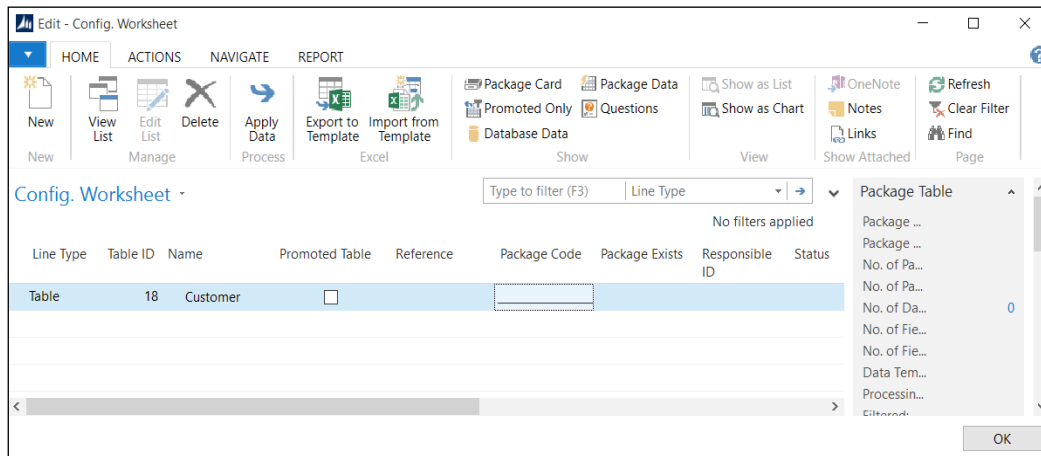 Edit - Config. Worksheet
HOME ACTIONS NAVIGATE REPORT
New
View List
Edit List
Delete
Apply Data
Export to Template
Import from Template
Package Card
Promoted Only
Database Data
Package Data
Questions
Show as List
Show as Chart
OneNote
Notes
Links
Refresh
Clear Filter
Find
New Manage Process Excel Show View Show Attached Page
Config. Worksheet
Type to filter (F3) Line Type
No filters applied
Line Type Table ID Name Promoted Table Reference Package Code Package Exists Responsible ID Status
Table 18 Customer
Package Table
Package ...
Package ...
No. of Pa...
No. of Pa...
No. of Da... 0
No. of Fie...
No. of Fie...
Data Tem...
Processin...
Filtered:
OK